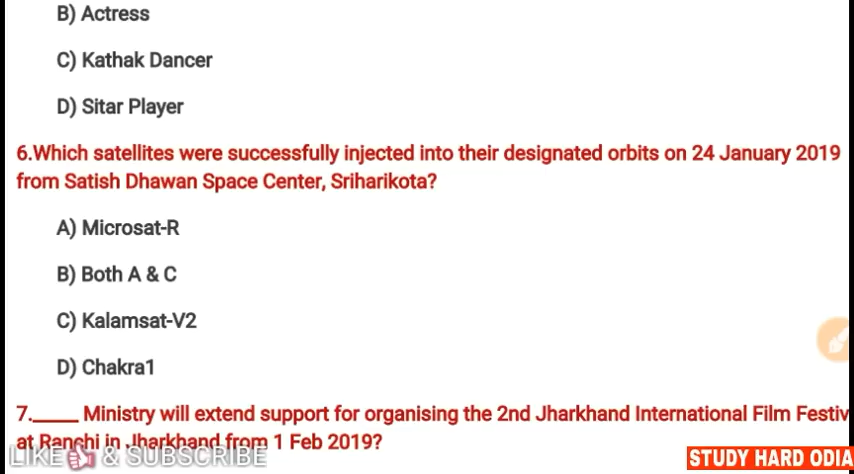 B) Actress
C) Kathak Dancer
D) Sitar Player
6.Which satellites were successfully injected into their designated orbits on 24 January 2019
from Satish Dhawan Space Center, Sriharikota?
A) Microsat-R
B) Both A & C
C) Kalamsat-V2
D) Chakra1
7._____ Ministry will extend support for organising the 2nd Jharkhand International Film Festiv
at Ranchi in Jharkhand from 1 Feb 2019?
LIKE & SUBSCRIBE
STUDY HARD ODIA